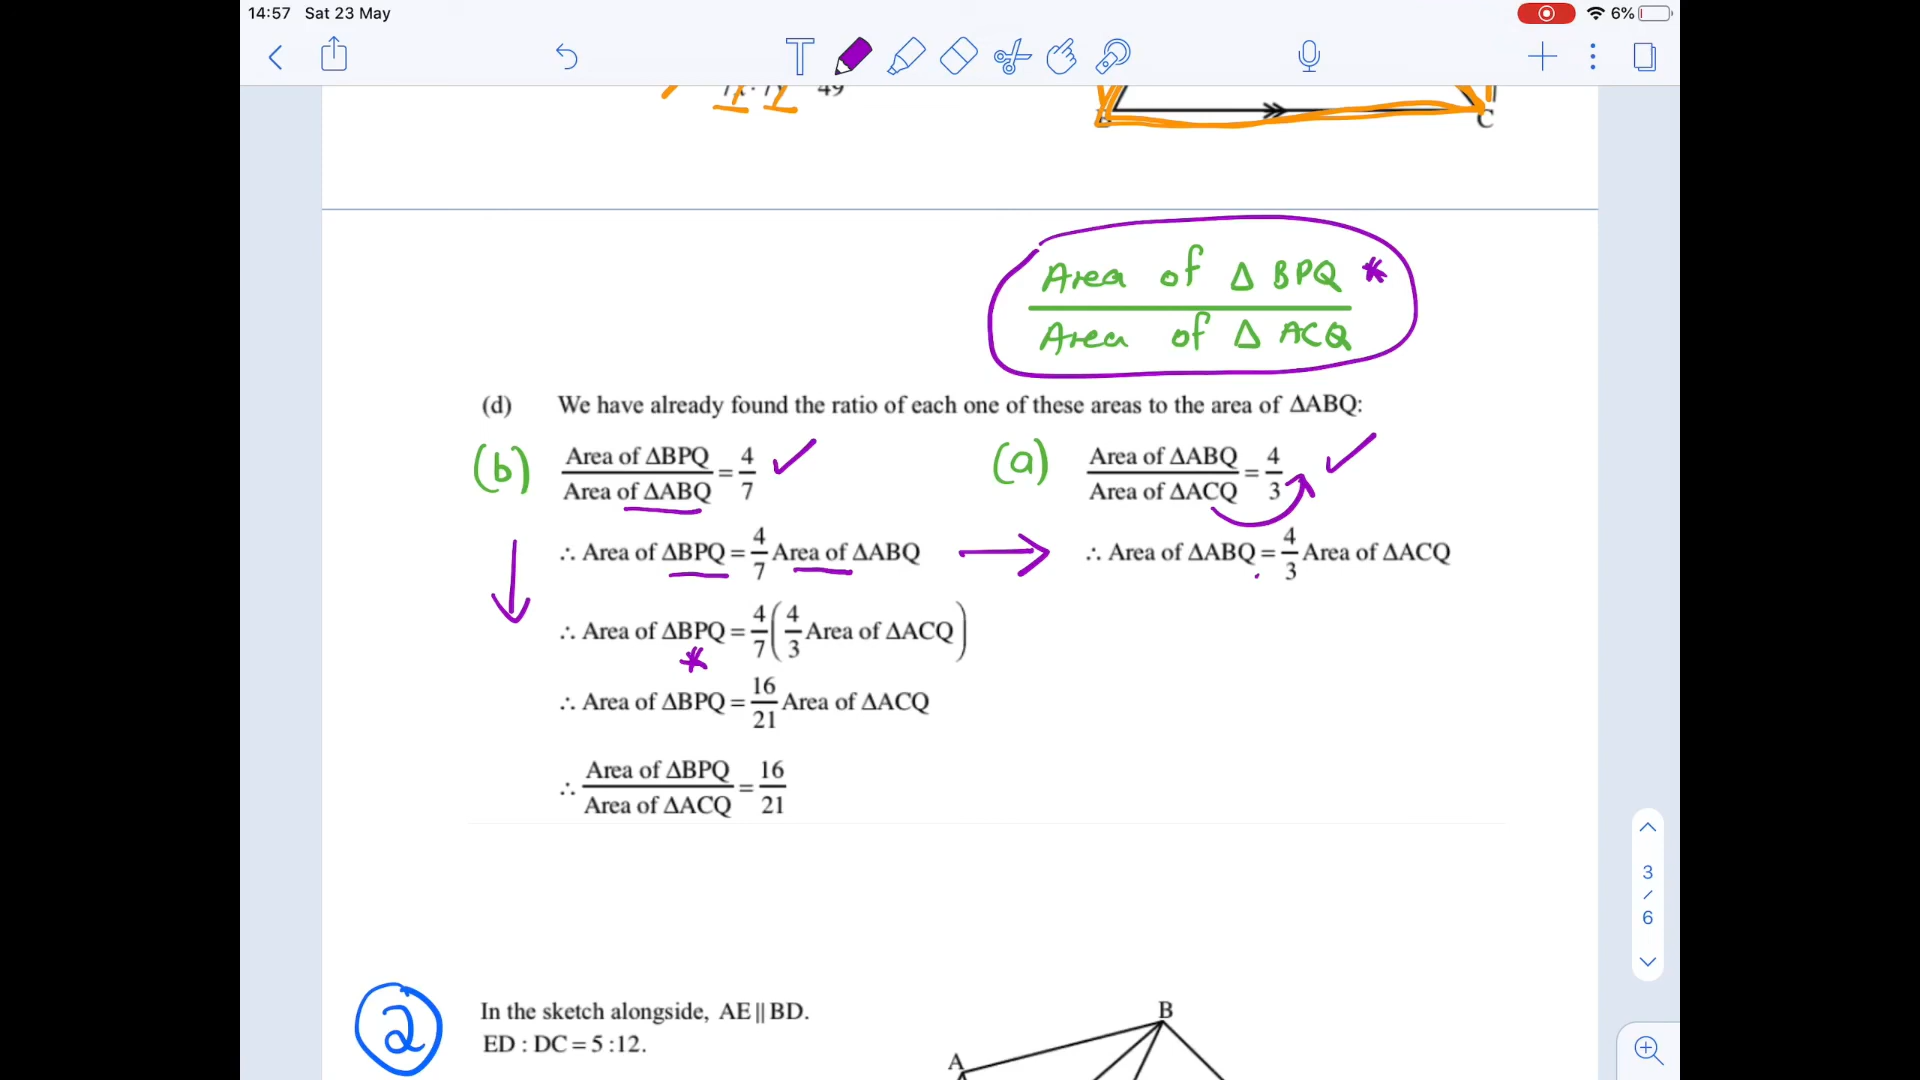 14:57 Sat 23 May 6%
49
C
Area of Δ BPQ *
Area of Δ ACQ
(d) We have already found the ratio of each one of these areas to the area of ΔABQ:
(b) Area of ΔBPQ / Area of ΔABQ = 4/7
(a) Area of ΔABQ / Area of ΔACQ = 4/3
∴ Area of ΔBPQ = 4/7 Area of ΔABQ
∴ Area of ΔABQ = 4/3 Area of ΔACQ
∴ Area of ΔBPQ = 4/7 (4/3 Area of ΔACQ)
*
∴ Area of ΔBPQ = 16/21 Area of ΔACQ
∴ Area of ΔBPQ / Area of ΔACQ = 16/21
3
/
6
2 In the sketch alongside, AE || BD.
ED : DC = 5 : 12.
B
A